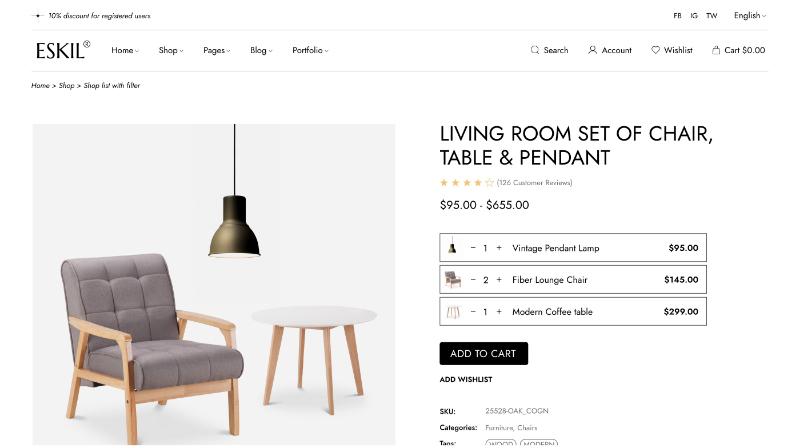 10% discount for registered users
FB IG TW English
ESKIL® Home Shop Pages Blog Portfolio Search Account Wishlist Cart $0.00
Home > Shop > Shop list with filter
LIVING ROOM SET OF CHAIR,
TABLE & PENDANT
(126 Customer Reviews)
$95.00 - $655.00
− 1 + Vintage Pendant Lamp $95.00
− 2 + Fiber Lounge Chair $145.00
− 1 + Modern Coffee table $299.00
ADD TO CART
ADD WISHLIST
SKU: 25528-OAK_COGN
Categories: Furniture, Chairs
Tags: WOOD MODERN